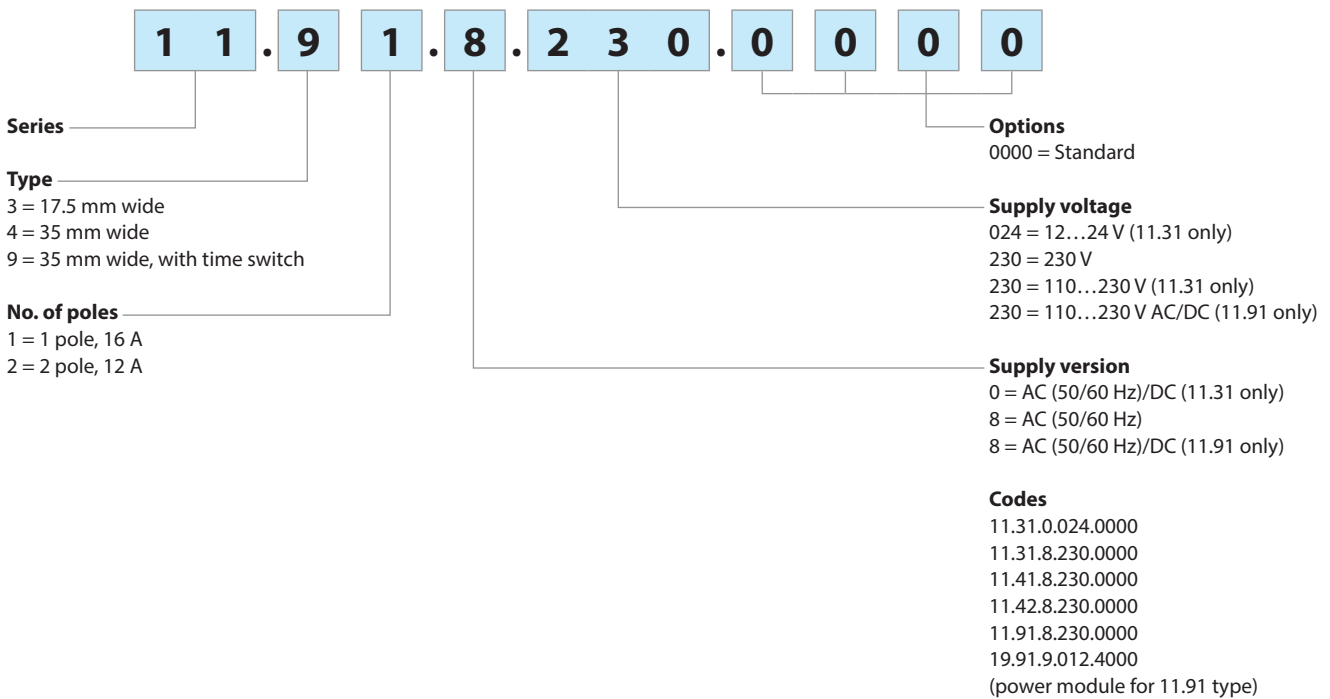 1 1 . 9 1 . 8 . 2 3 0 . 0 0 0 0
Series
Type
3 = 17.5 mm wide
4 = 35 mm wide
9 = 35 mm wide, with time switch
No. of poles
1 = 1 pole, 16 A
2 = 2 pole, 12 A
Options
0000 = Standard
Supply voltage
024 = 12…24 V (11.31 only)
230 = 230 V
230 = 110…230 V (11.31 only)
230 = 110…230 V AC/DC (11.91 only)
Supply version
0 = AC (50/60 Hz)/DC (11.31 only)
8 = AC (50/60 Hz)
8 = AC (50/60 Hz)/DC (11.91 only)
Codes
11.31.0.024.0000
11.31.8.230.0000
11.41.8.230.0000
11.42.8.230.0000
11.91.8.230.0000
19.91.9.012.4000
(power module for 11.91 type)